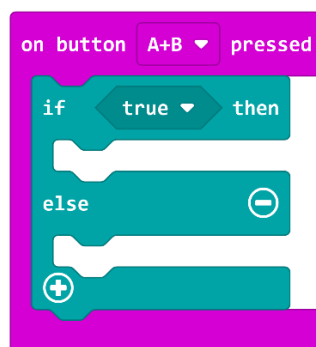 on button A+B pressed
if true then
else